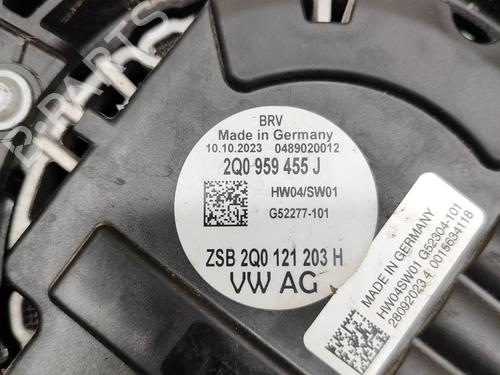 BRV
Made in Germany
10.10.2023 0489020012
2Q0 959 455 J
HW04/SW01
G52277-101
ZSB 2Q0 121 203 H
VW AG
MADE IN GERMANY
HW04SW01 G52304-101
28092023 4 0015634118
B-PARTS